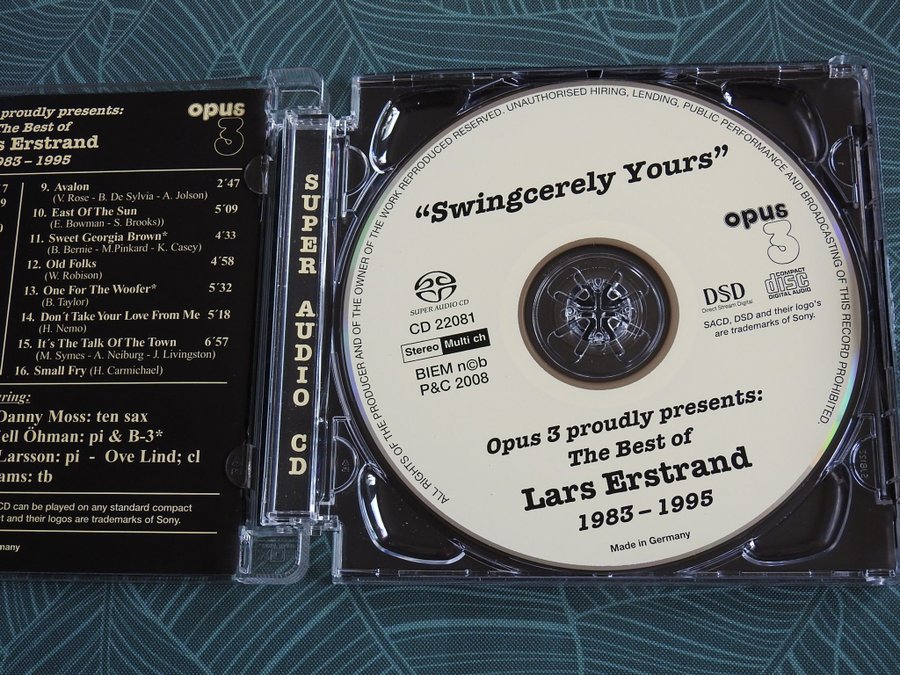 proudly presents:
The Best of
Erstrand
1983 – 1995
opus
3
9. Avalon 2´47
(V. Rose - B. De Sylvia - A. Jolson)
10. East Of The Sun 5´09
(E. Bowman - S. Brooks))
11. Sweet Georgia Brown* 4´33
(B. Bernie - M.Pinkard - K. Casey)
12. Old Folks 4´58
(W. Robison)
13. One For The Woofer* 5´32
(B. Taylor)
14. Don´t Take Your Love From Me 5´18
(H. Nemo)
15. It´s The Talk Of The Town 6´57
(M. Symes - A. Neiburg - J. Livingston)
16. Small Fry (H. Carmichael)
Danny Moss: ten sax
Öhman: pi & B-3*
Larsson: pi - Ove Lind; cl
tb
CD can be played on any standard compact
and their logos are trademarks of Sony.
SUPER AUDIO CD
ALL RIGHTS OF THE PRODUCER AND OF THE OWNER OF THE WORK REPRODUCED RESERVED. UNAUTHORISED HIRING, LENDING, PUBLIC PERFORMANCE AND BROADCASTING OF THIS RECORD PROHIBITED.
“Swingcerely Yours”
opus
3
SUPER AUDIO CD
CD 22081
Stereo Multi ch
BIEM n©b
P&C 2008
DSD
Direct Stream Digital
COMPACT
disc
DIGITAL AUDIO
SACD, DSD and their logo's
are trademarks of Sony.
Opus 3 proudly presents:
The Best of
Lars Erstrand
1983 – 1995
Made in Germany